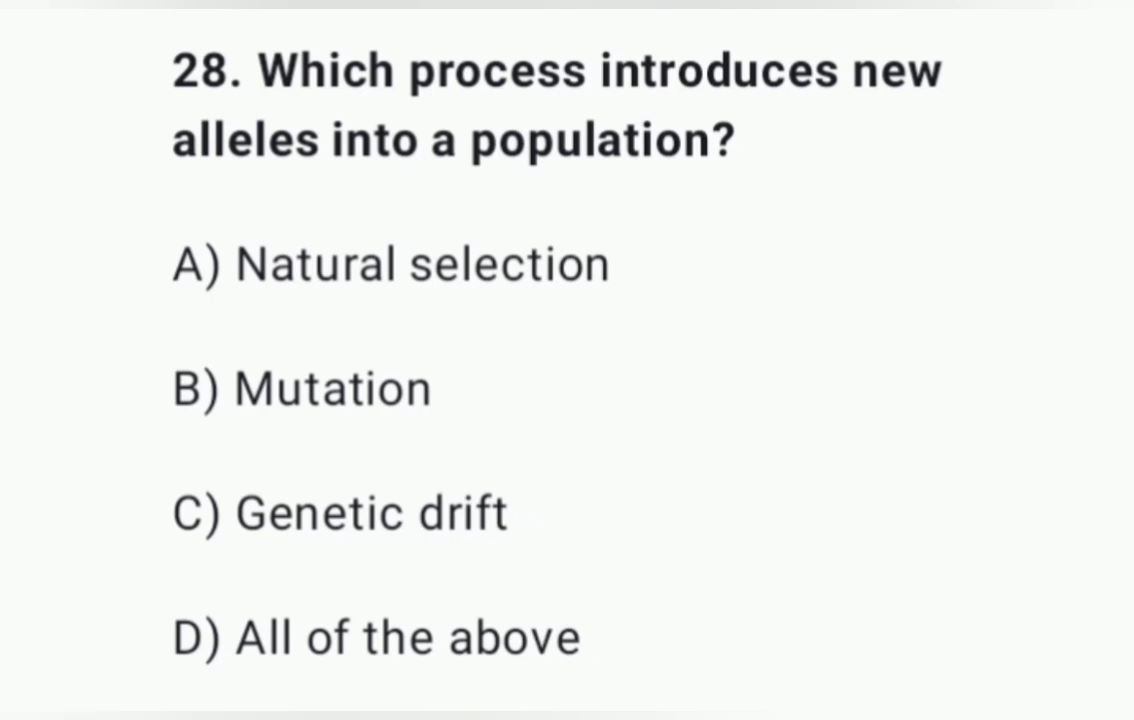 28. Which process introduces new
alleles into a population?
A) Natural selection
B) Mutation
C) Genetic drift
D) All of the above